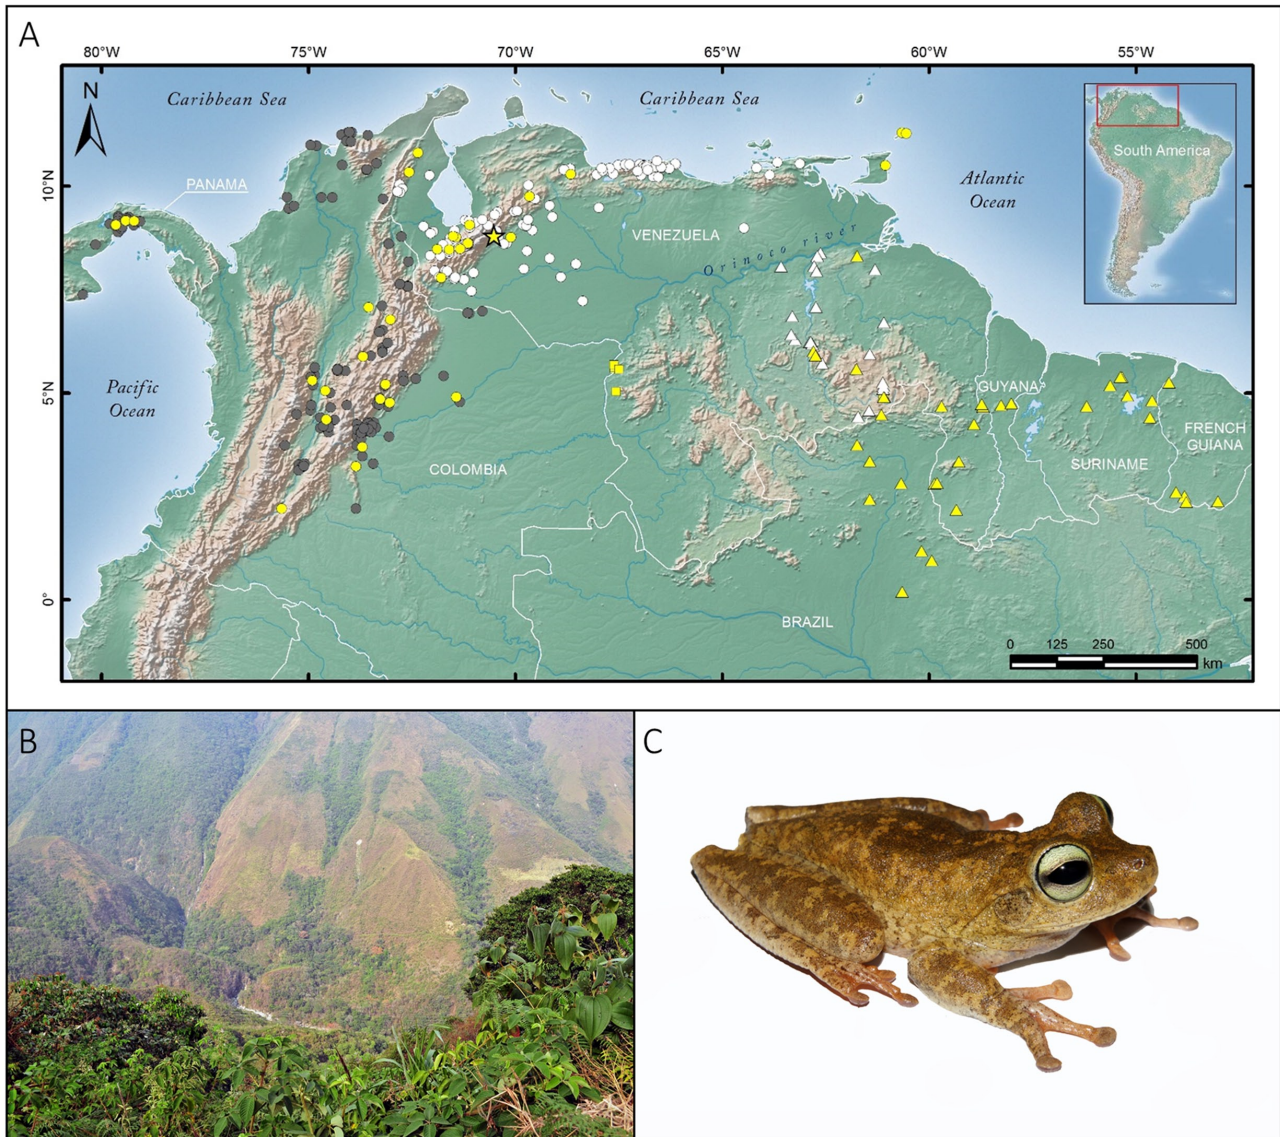 A
80°W
75°W
70°W
65°W
60°W
55°W
N
Caribbean Sea
Caribbean Sea
South America
10°N
PANAMA
Atlantic
Ocean
VENEZUELA
Orinoco river
Pacific
Ocean
5°N
GUYANA
FRENCH
GUIANA
COLOMBIA
SURINAME
0°
BRAZIL
0
125
250
500
km
B
C